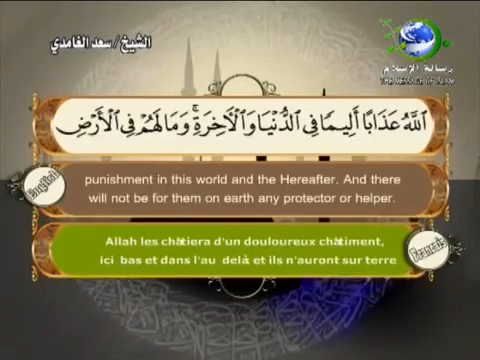 الشيخ/ سعد الغامدي
رسالة الإسلام
THE MESSAGE OF ISLAM
اللَّهُ عَذَابًا أَلِيمًا فِي الدُّنْيَا وَالْآخِرَةِ ۚ وَمَا لَهُمْ فِي الْأَرْضِ
English
punishment in this world and the Hereafter. And there
will not be for them on earth any protector or helper.
Allah les châtiera d'un douloureux châtiment,
ici bas et dans l'au delà et ils n'auront sur terre
Francais